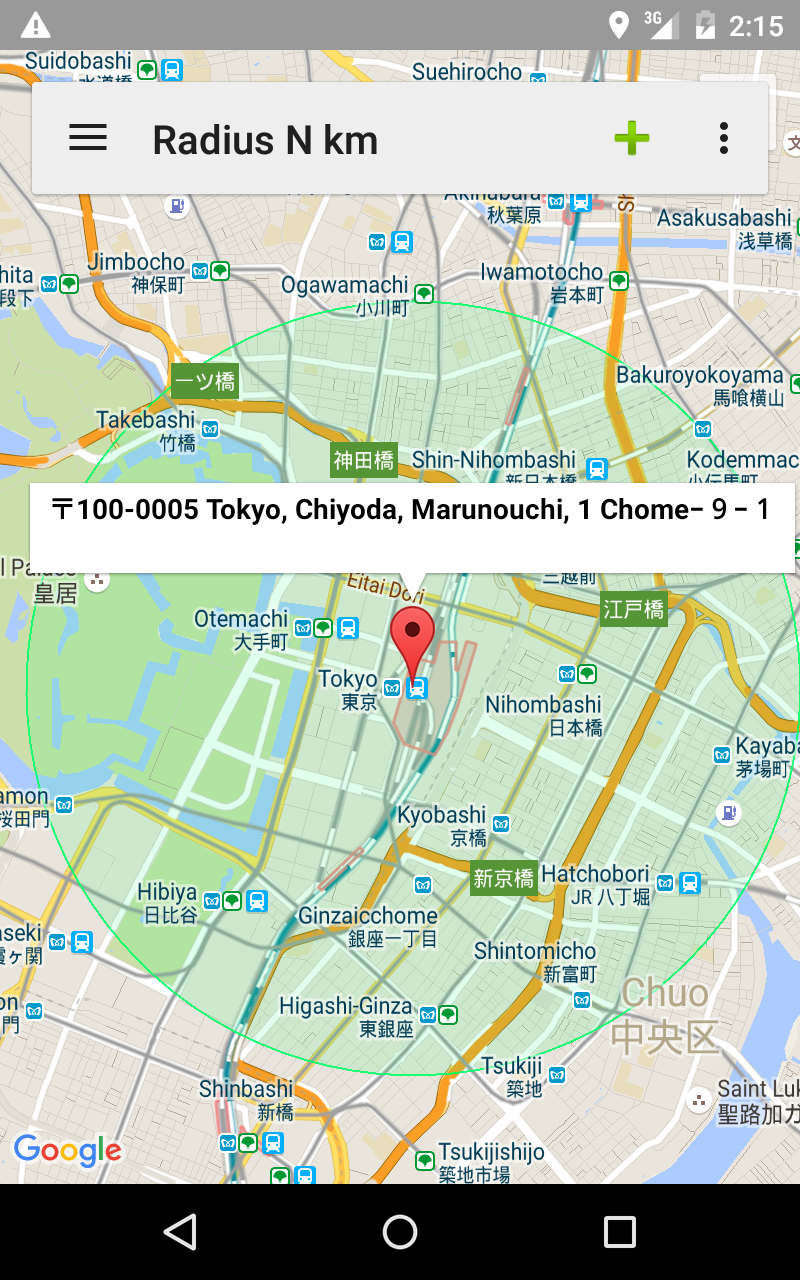 3G 2:15
Suidobashi
水道橋
Suehirocho
Radius N km
Akihabara
秋葉原
Asakusabashi
浅草橋
Jimbocho
神保町
段下
Ogawamachi
小川町
Iwamotocho
岩本町
一ツ橋
Bakuroyokoyama
馬喰横山
Takebashi
竹橋
神田橋
Shin-Nihombashi
新日本橋
Kodemmac
小伝馬町
〒100-0005 Tokyo, Chiyoda, Marunouchi, 1 Chome−９−１
皇居
Eitai Dori
三越前
江戸橋
Otemachi
大手町
Tokyo
東京
Nihombashi
日本橋
Kayaba
茅場町
amon
桜田門
Kyobashi
京橋
新京橋
Hatchobori
JR 八丁堀
Hibiya
日比谷
Ginzaicchome
銀座一丁目
aseki
霞ヶ関
Shintomicho
新富町
Chuo
中央区
on
門
Higashi-Ginza
東銀座
Tsukiji
築地
Shinbashi
新橋
Saint Luk
聖路加ガ
Google
Tsukijishijo
築地市場